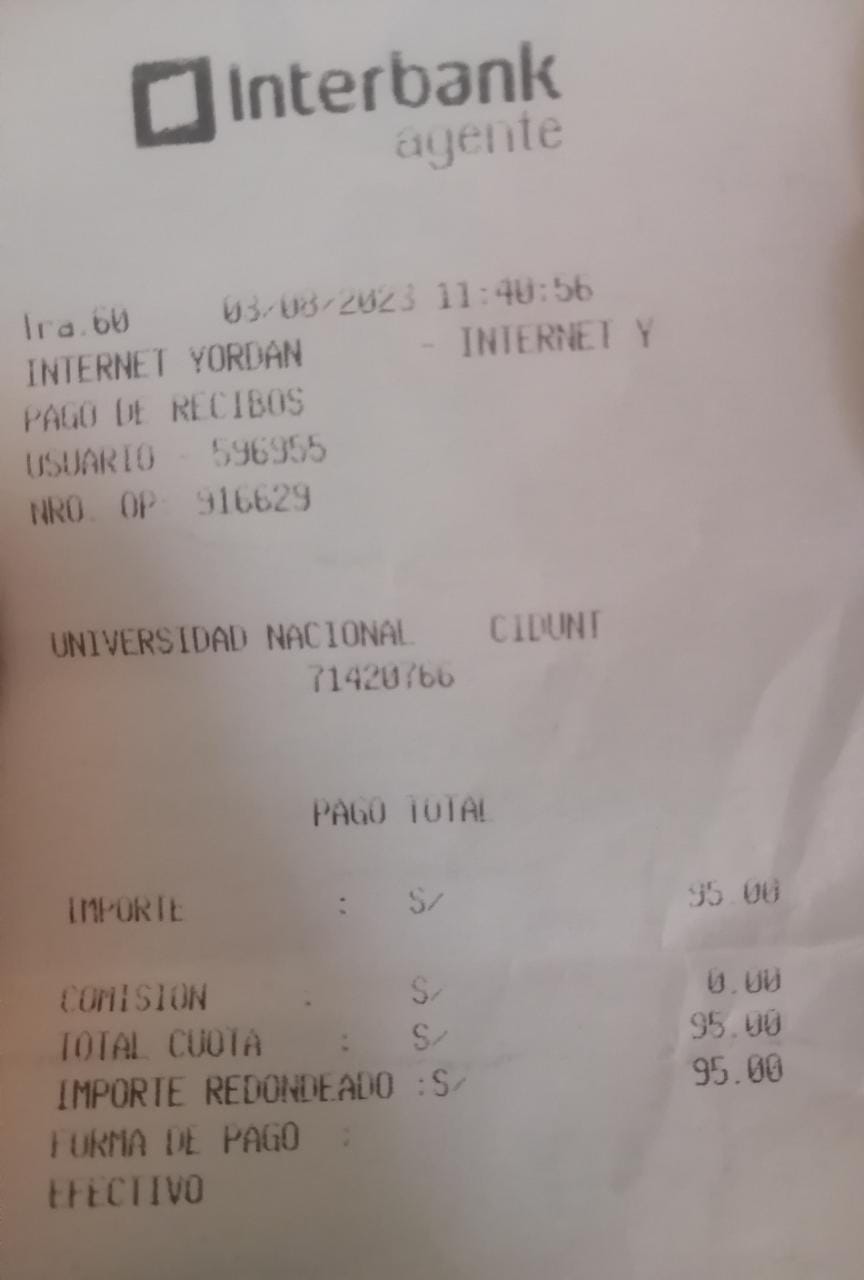 Interbank
agente
Tra.60 03/08/2023 11:40:56
INTERNET YORDAN - INTERNET Y
PAGO DE RECIBOS
USUARIO - 596955
NRO. OP: 916629
UNIVERSIDAD NACIONAL CIDUNT
71420766
PAGO TOTAL
IMPORTE : S/ 95.00
COMISION : S/ 0.00
TOTAL CUOTA : S/ 95.00
IMPORTE REDONDEADO :S/ 95.00
FORMA DE PAGO :
EFECTIVO